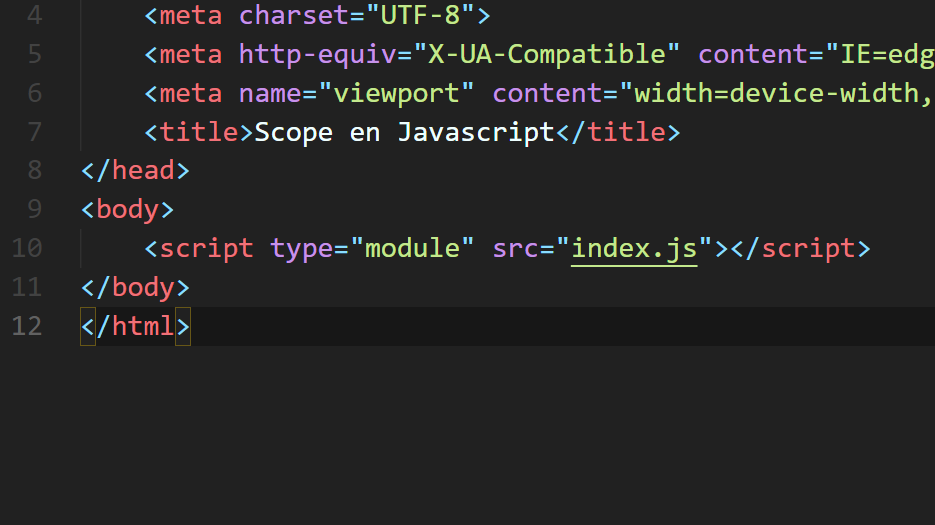 4 <meta charset="UTF-8">
5 <meta http-equiv="X-UA-Compatible" content="IE=edg
6 <meta name="viewport" content="width=device-width,
7 <title>Scope en Javascript</title>
8 </head>
9 <body>
10 <script type="module" src="index.js"></script>
11 </body>
12 </html>